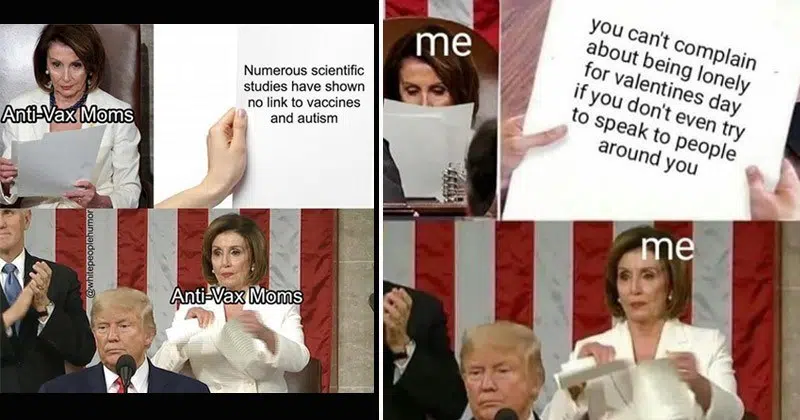 Anti-Vax Moms
Numerous scientific
studies have shown
no link to vaccines
and autism
@whitepeoplehumor
Anti-Vax Moms
me
you can't complain
about being lonely
for valentines day
if you don't even try
to speak to people
around you
me